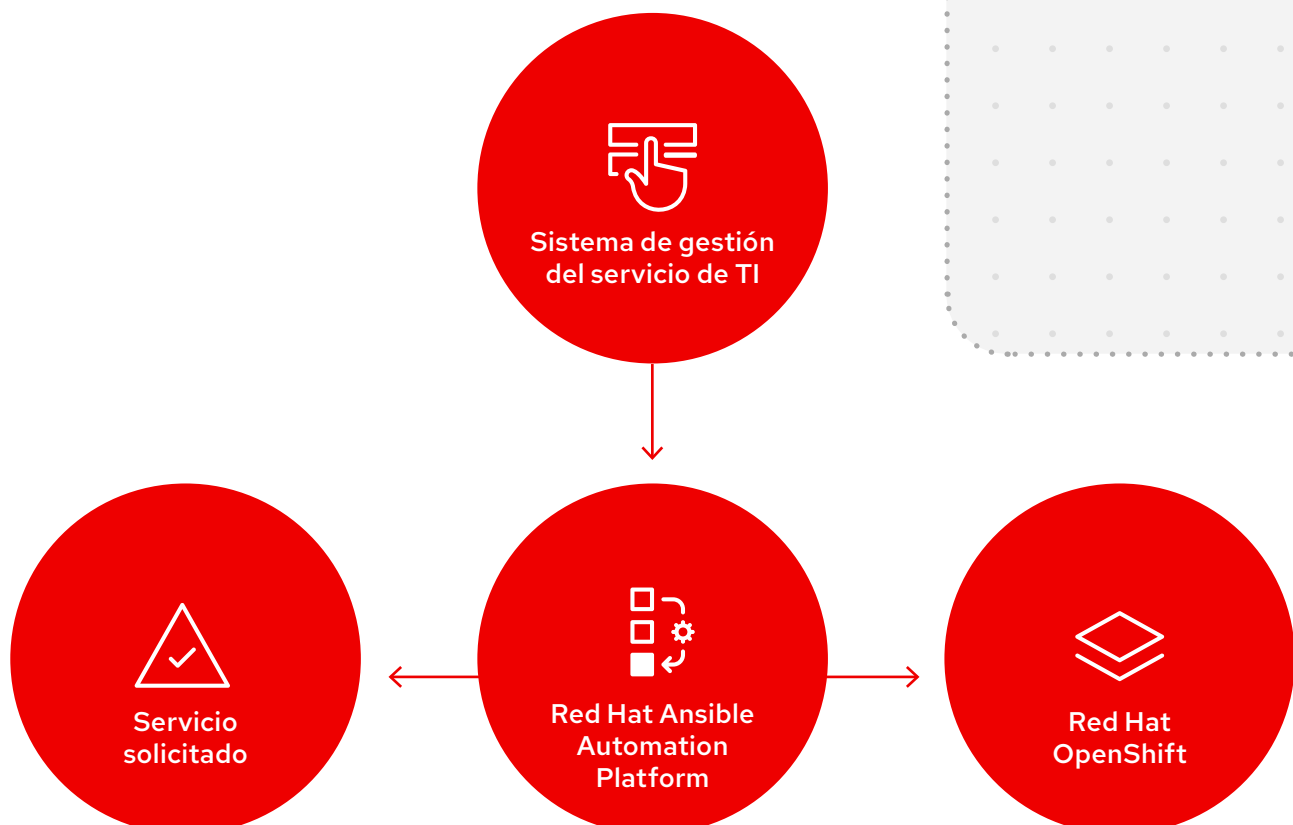 Sistema de gestión
del servicio de TI
Servicio
solicitado
Red Hat Ansible
Automation
Platform
Red Hat
OpenShift